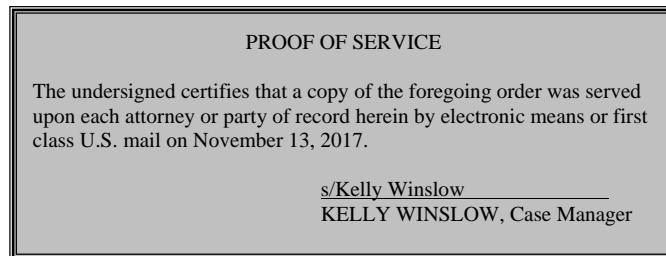 PROOF OF SERVICE
The undersigned certifies that a copy of the foregoing order was served
upon each attorney or party of record herein by electronic means or first
class U.S. mail on November 13, 2017.
s/Kelly Winslow
KELLY WINSLOW, Case Manager